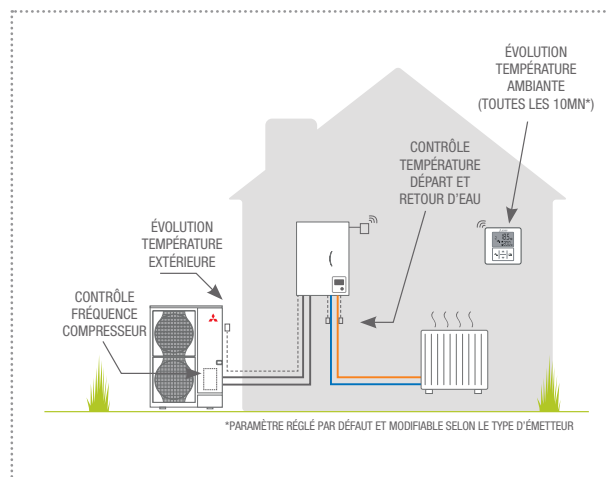 ÉVOLUTION
TEMPÉRATURE
AMBIANTE
(TOUTES LES 10MN*)
CONTRÔLE
TEMPÉRATURE
DÉPART ET
RETOUR D'EAU
ÉVOLUTION
TEMPÉRATURE
EXTÉRIEURE
CONTRÔLE
FRÉQUENCE
COMPRESSEUR
*PARAMÈTRE RÉGLÉ PAR DÉFAUT ET MODIFIABLE SELON LE TYPE D'ÉMETTEUR